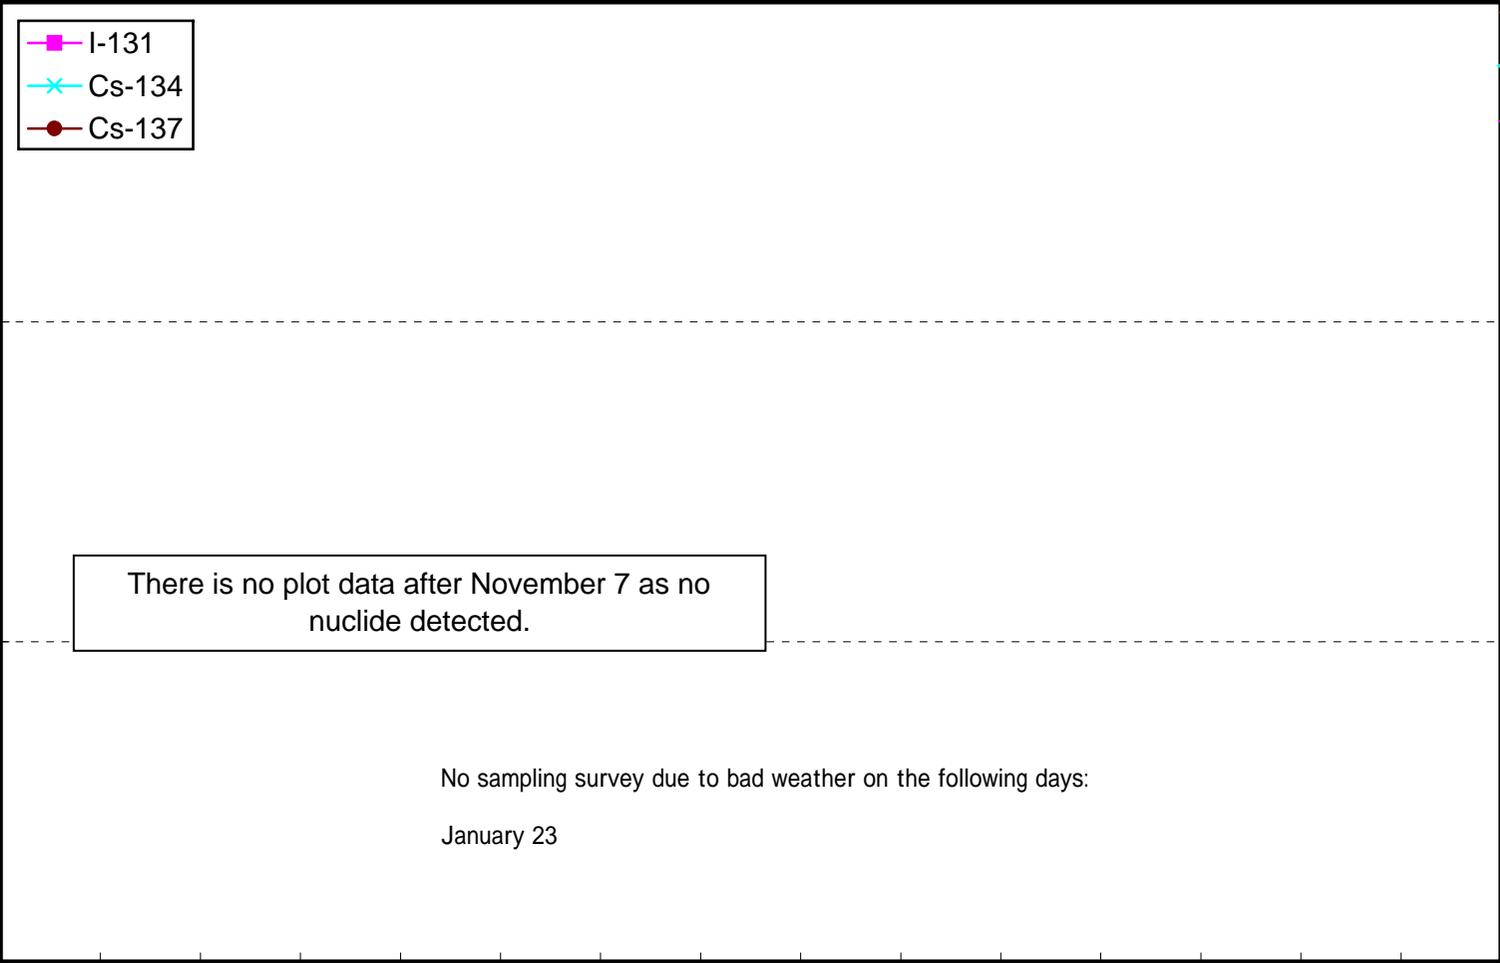 I-131
Cs-134
Cs-137
There is no plot data after November 7 as no
nuclide detected.
No sampling survey due to bad weather on the following days:
January 23